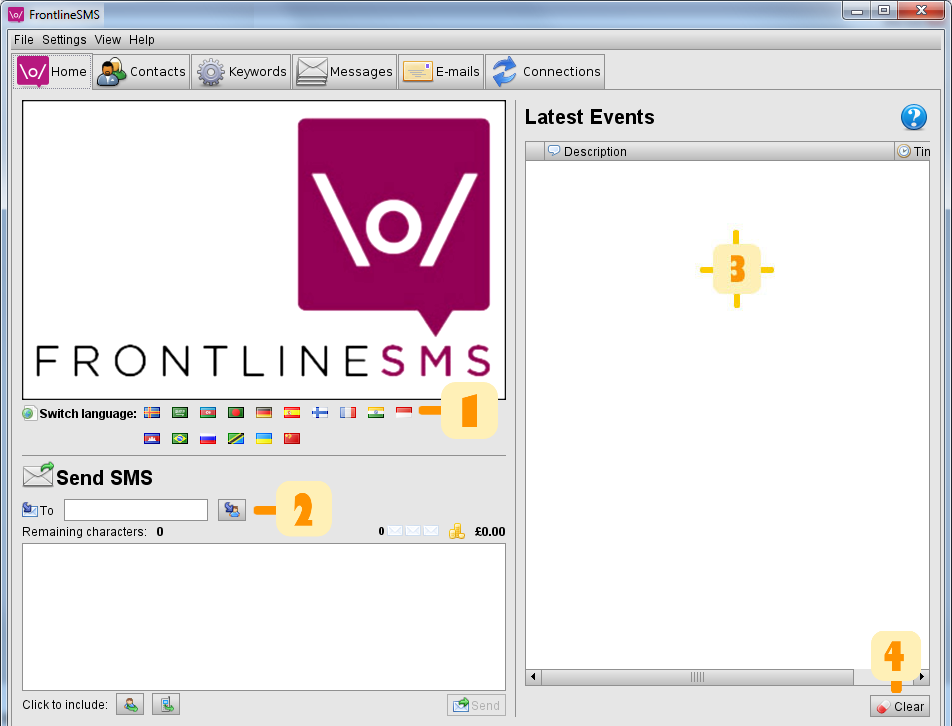 FrontlineSMS
File Settings View Help
\o/ Home Contacts Keywords Messages E-mails Connections
\o/
FRONTLINESMS
Switch language:
1
Send SMS
To
2
Remaining characters: 0 0 £0.00
Click to include: Send
Latest Events
?
Description Tim
3
4
Clear